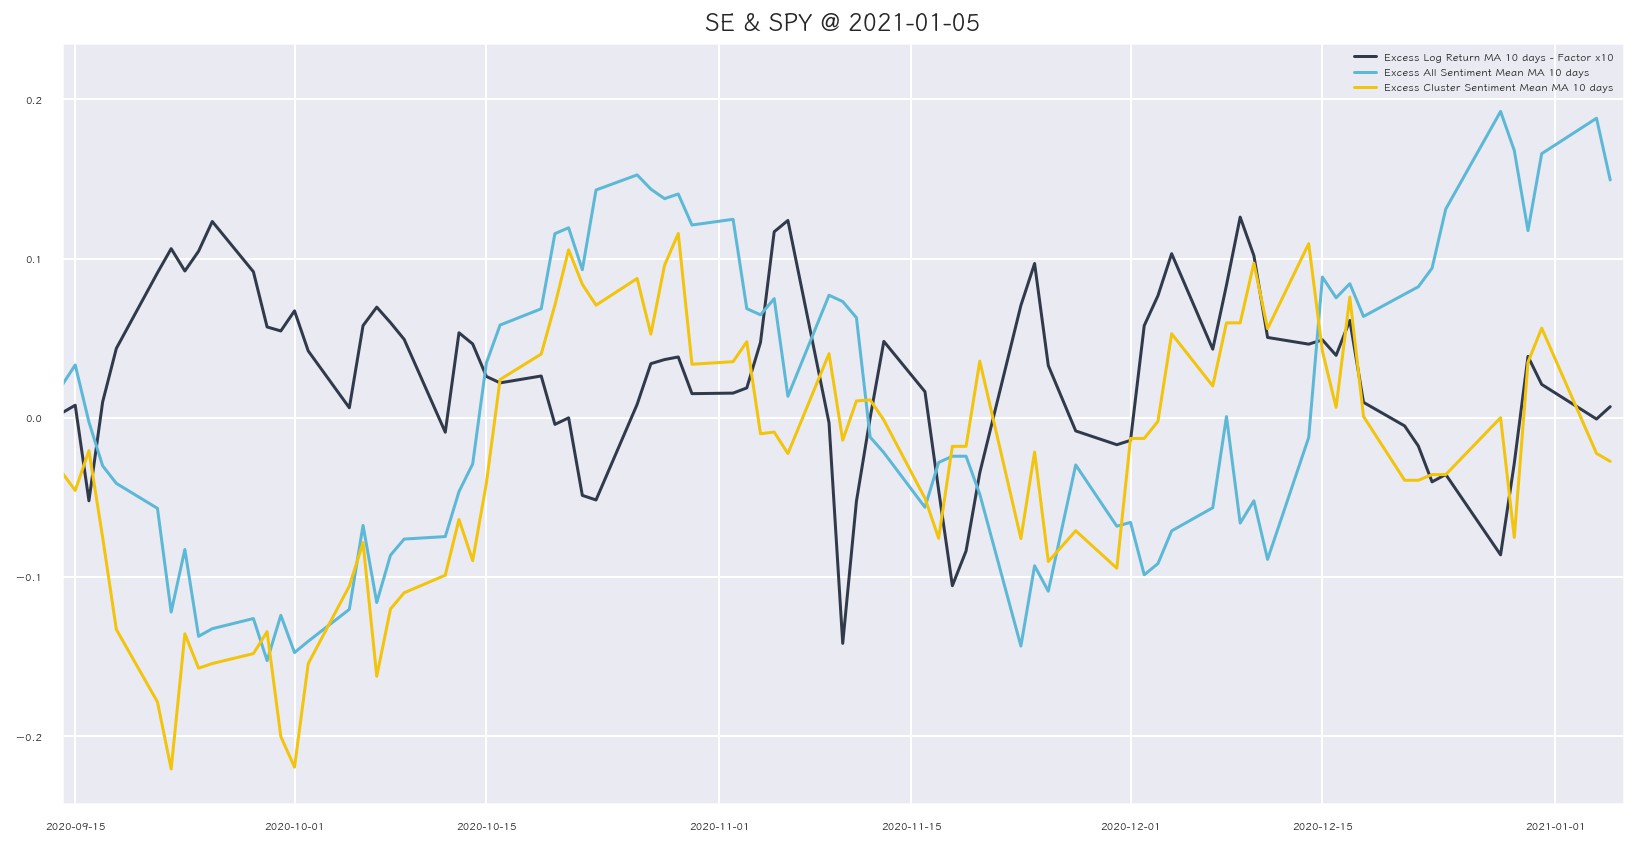 SE & SPY @ 2021-01-05
Excess Log Return MA 10 days - Factor x10
Excess All Sentiment Mean MA 10 days
Excess Cluster Sentiment Mean MA 10 days
0.2
0.1
0.0
−0.1
−0.2
2020-09-15 2020-10-01 2020-10-15 2020-11-01 2020-11-15 2020-12-01 2020-12-15 2021-01-01